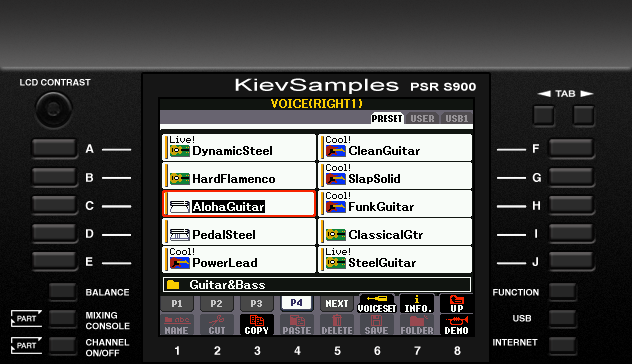 LCD CONTRAST
KievSamples PSR S900
TAB
VOICE(RIGHT1)
PRESET USER USB1
Live! DynamicSteel
Cool! CleanGuitar
HardFlamenco
Cool! SlapSolid
AlohaGuitar
Cool! FunkGuitar
PedalSteel
ClassicalGtr
Cool! PowerLead
Live! SteelGuitar
Guitar&Bass
P1 P2 P3 P4 NEXT VOICESET INFO. UP
NAME CUT COPY PASTE DELETE SAVE FOLDER DEMO
1 2 3 4 5 6 7 8
A
B
C
D
E
BALANCE
PART MIXING CONSOLE
PART CHANNEL ON/OFF
F
G
H
I
J
FUNCTION
USB
INTERNET